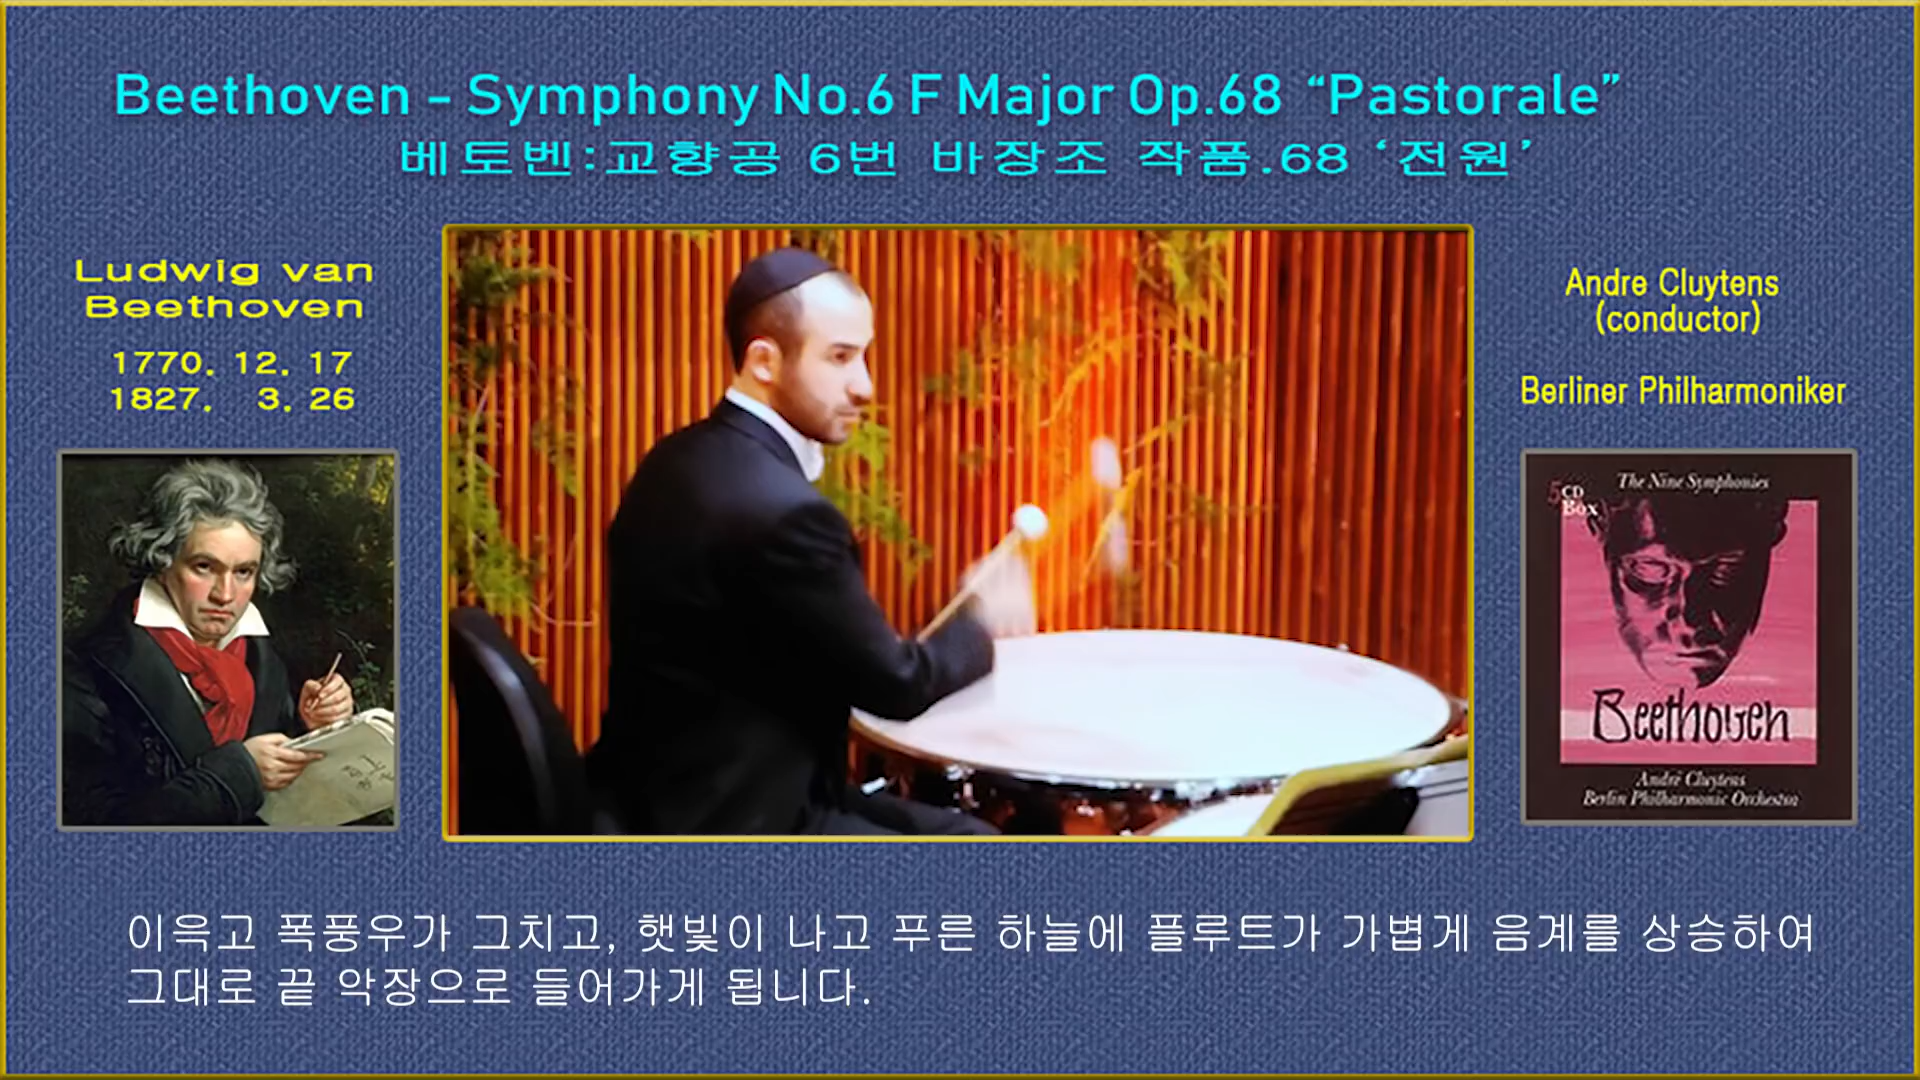 Beethoven - Symphony No.6 F Major Op.68 “Pastorale”
베토벤:교향공 6번 바장조 작품.68 ‘전원’
Ludwig van
Beethoven
1770. 12. 17
1827. 3. 26
Andre Cluytens
(conductor)
Berliner Philharmoniker
The Nine Symphonies
5CD
Box
Beethoven
André Cluytens
Berlin Philharmonic Orchestra
이윽고 폭풍우가 그치고, 햇빛이 나고 푸른 하늘에 플루트가 가볍게 음계를 상승하여
그대로 끝 악장으로 들어가게 됩니다.